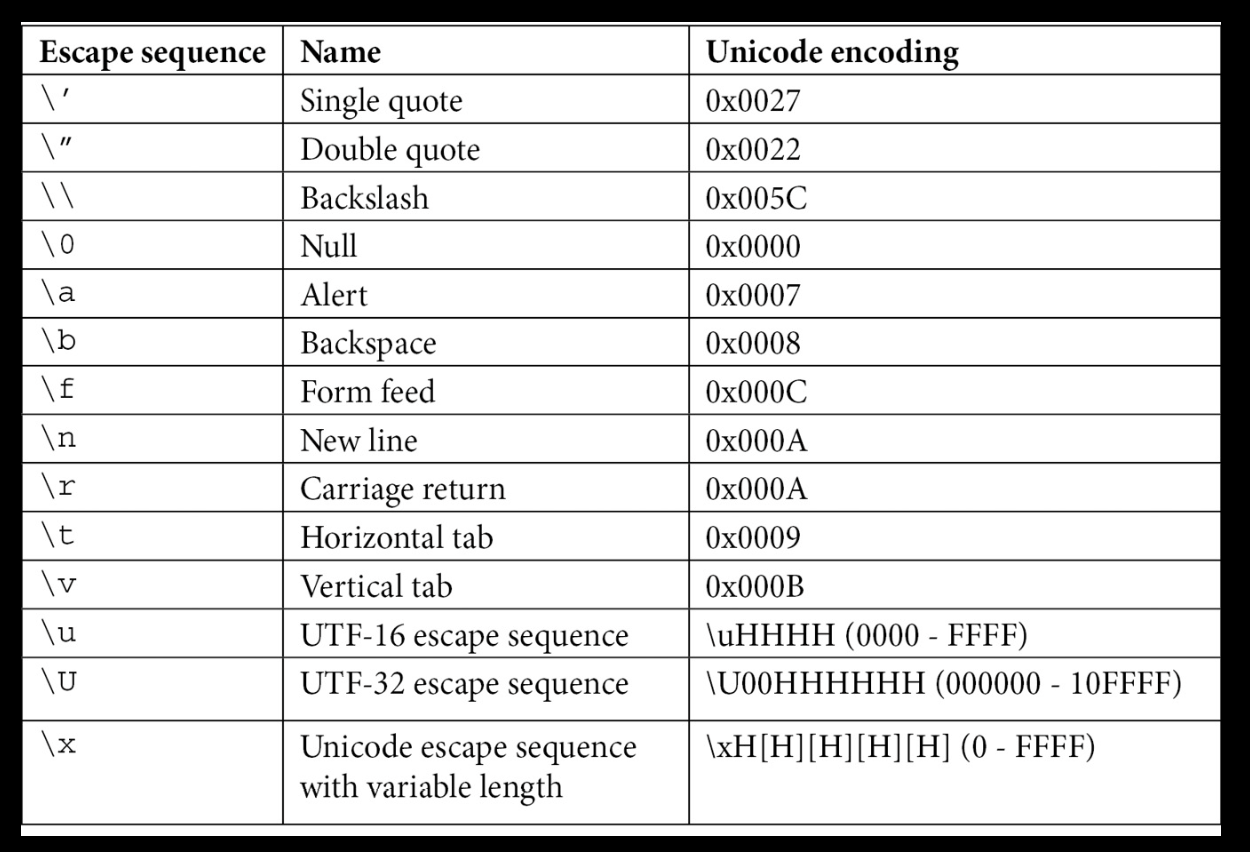 Escape sequence Name Unicode encoding
\' Single quote 0x0027
\" Double quote 0x0022
\\ Backslash 0x005C
\0 Null 0x0000
\a Alert 0x0007
\b Backspace 0x0008
\f Form feed 0x000C
\n New line 0x000A
\r Carriage return 0x000A
\t Horizontal tab 0x0009
\v Vertical tab 0x000B
\u UTF-16 escape sequence \uHHHH (0000 - FFFF)
\U UTF-32 escape sequence \U00HHHHHH (000000 - 10FFFF)
\x Unicode escape sequence \xH[H][H][H][H] (0 - FFFF)
with variable length